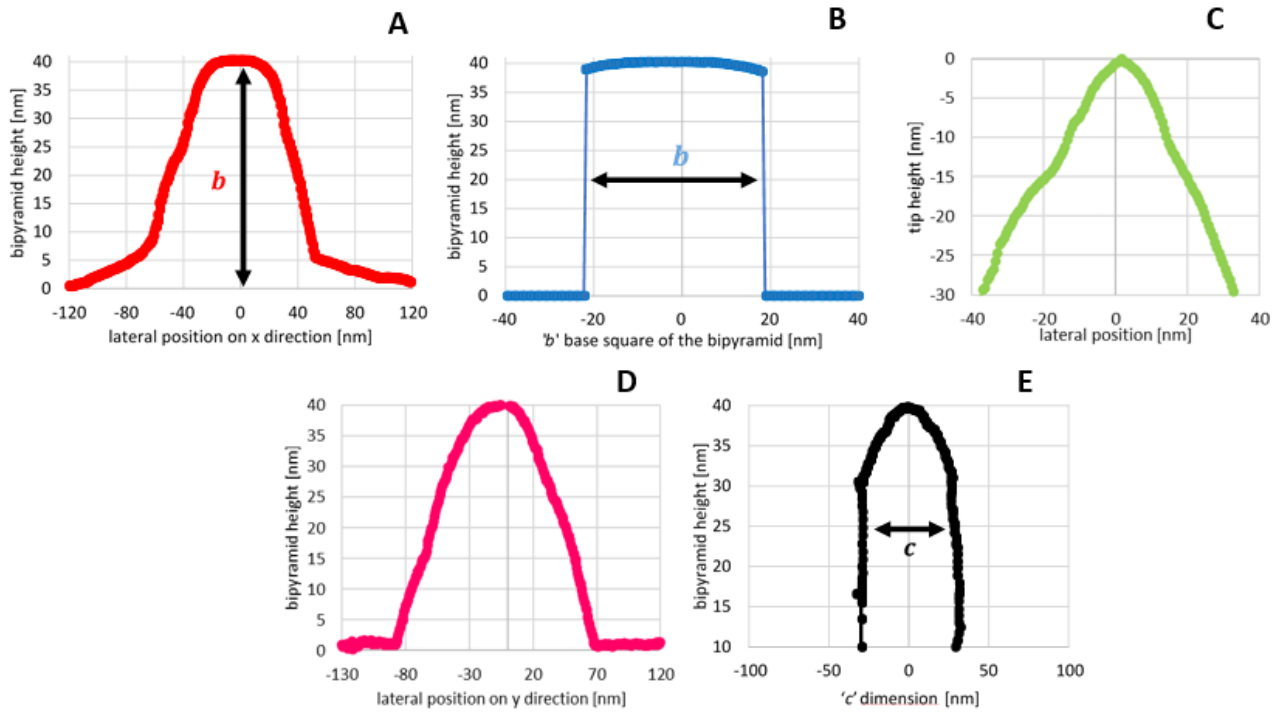 A
bipyramid height [nm]
40
35
30
25
20
15
10
5
0
b
-120 -80 -40 0 40 80 120
lateral position on x direction [nm]
B
bipyramid height [nm]
40
35
30
25
20
15
10
5
0
b
-40 -20 0 20 40
'b' base square of the bipyramid [nm]
C
tip height [nm]
0
-5
-10
-15
-20
-25
-30
-40 -20 0 20 40
lateral position [nm]
D
bipyramid height [nm]
40
35
30
25
20
15
10
5
0
-130 -80 -30 20 70 120
lateral position on y direction [nm]
E
bipyramid height [nm]
40
30
20
10
c
-100 -50 0 50 100
'c' dimension [nm]